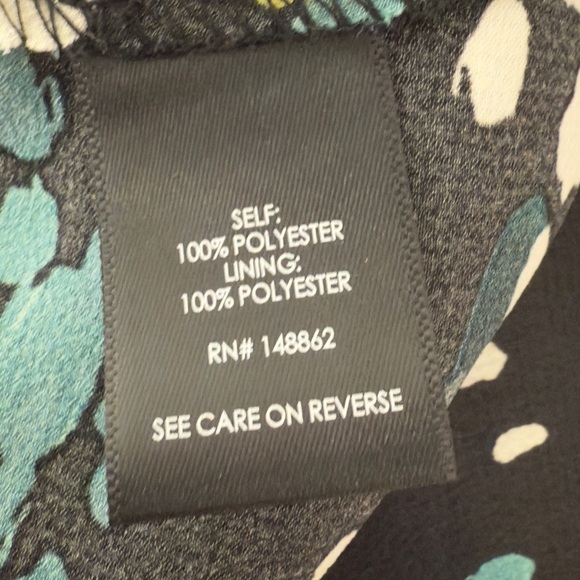 SELF:
100% POLYESTER
LINING:
100% POLYESTER
RN# 148862
SEE CARE ON REVERSE